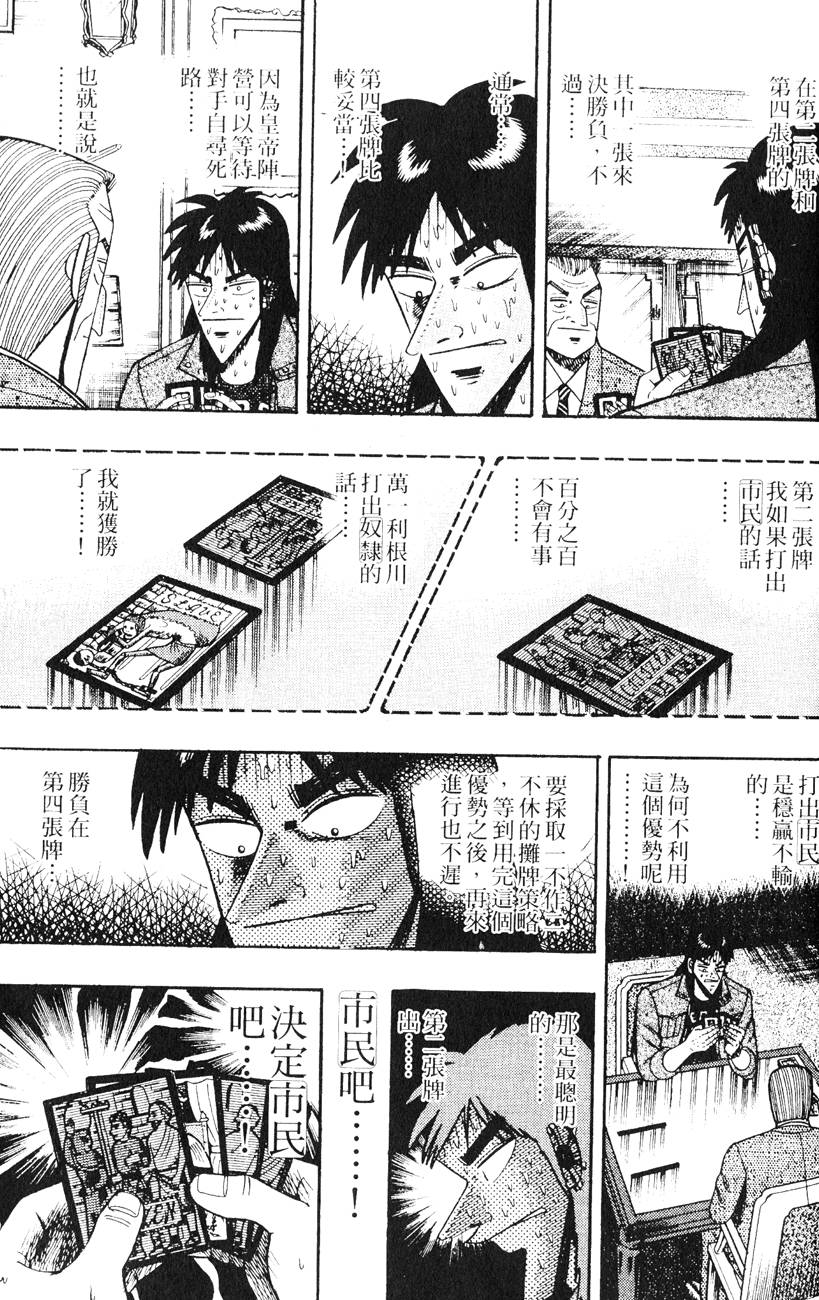 在第二張牌和
第四張牌的
其中一張來
決勝負，不
過……
通常……
第四張牌比
較妥當……！
因為皇帝陣
營可以等待
對手自尋死
路……
也就是說
………
第二張牌
我如果打出
市民的話
………
百分之百
不會有事
………
萬一利根川
打出奴隸的
話………
我就獲勝
了………！
打出市民
是穩贏不輸
的………
為何不利用
這個優勢呢
………！
要採取一不作
不休的攤牌策略
，等到用完這個
優勢之後，再來
進行也不遲。
勝負在
第四張牌…
那是最聰明
的………
第二張牌
出………
市民吧………！
決定市民
吧………！